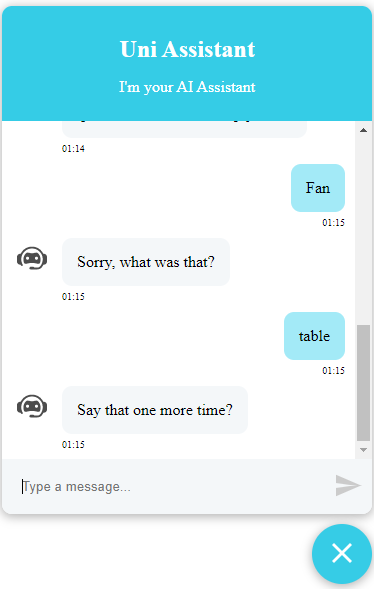 Uni Assistant
I'm your AI Assistant
01:14
Fan
01:15
Sorry, what was that?
01:15
table
01:15
Say that one more time?
01:15
Type a message...